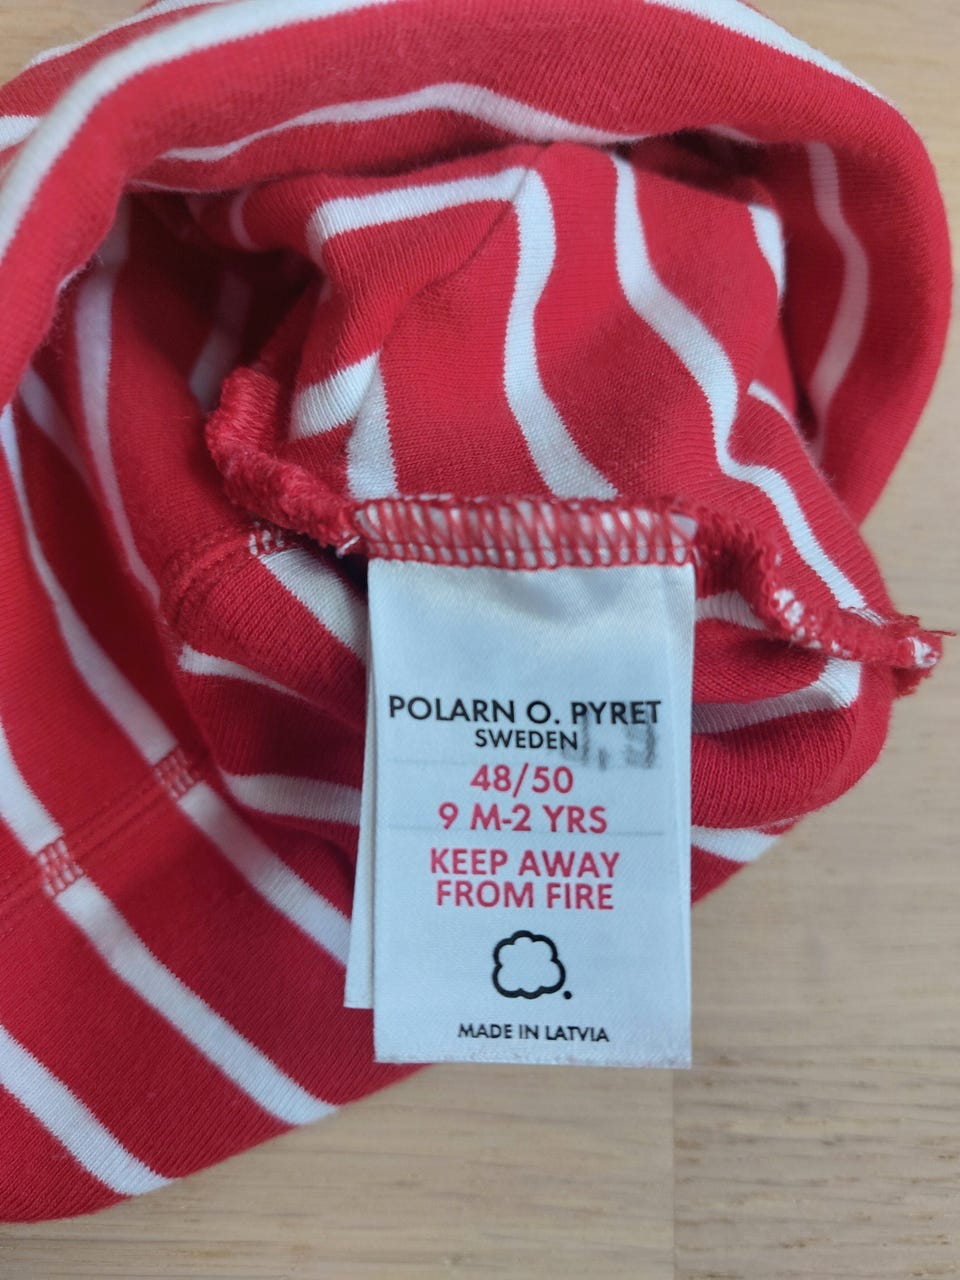 POLARN O. PYRET
SWEDEN
48/50
9 M-2 YRS
KEEP AWAY
FROM FIRE
MADE IN LATVIA